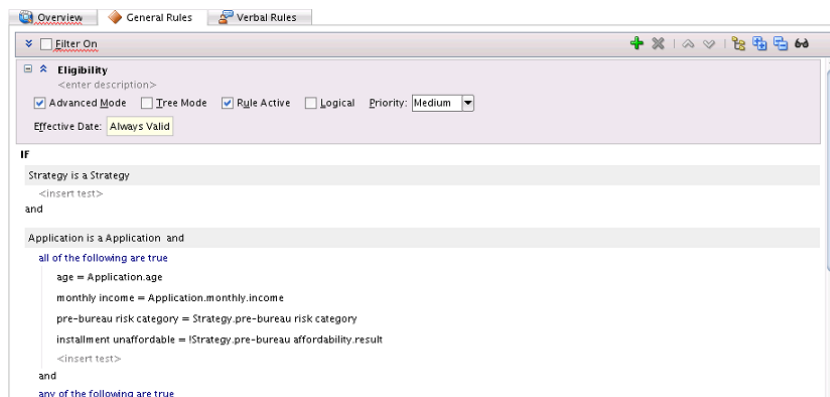 Overview General Rules Verbal Rules
Filter On
Eligibility
<enter description>
Advanced Mode Tree Mode Rule Active Logical Priority: Medium
Effective Date: Always Valid
IF
Strategy is a Strategy
<insert test>
and
Application is a Application and
all of the following are true
age = Application.age
monthly income = Application.monthly.income
pre-bureau risk category = Strategy.pre-bureau risk category
installment unaffordable = !Strategy.pre-bureau affordability.result
<insert test>
and
any of the following are true